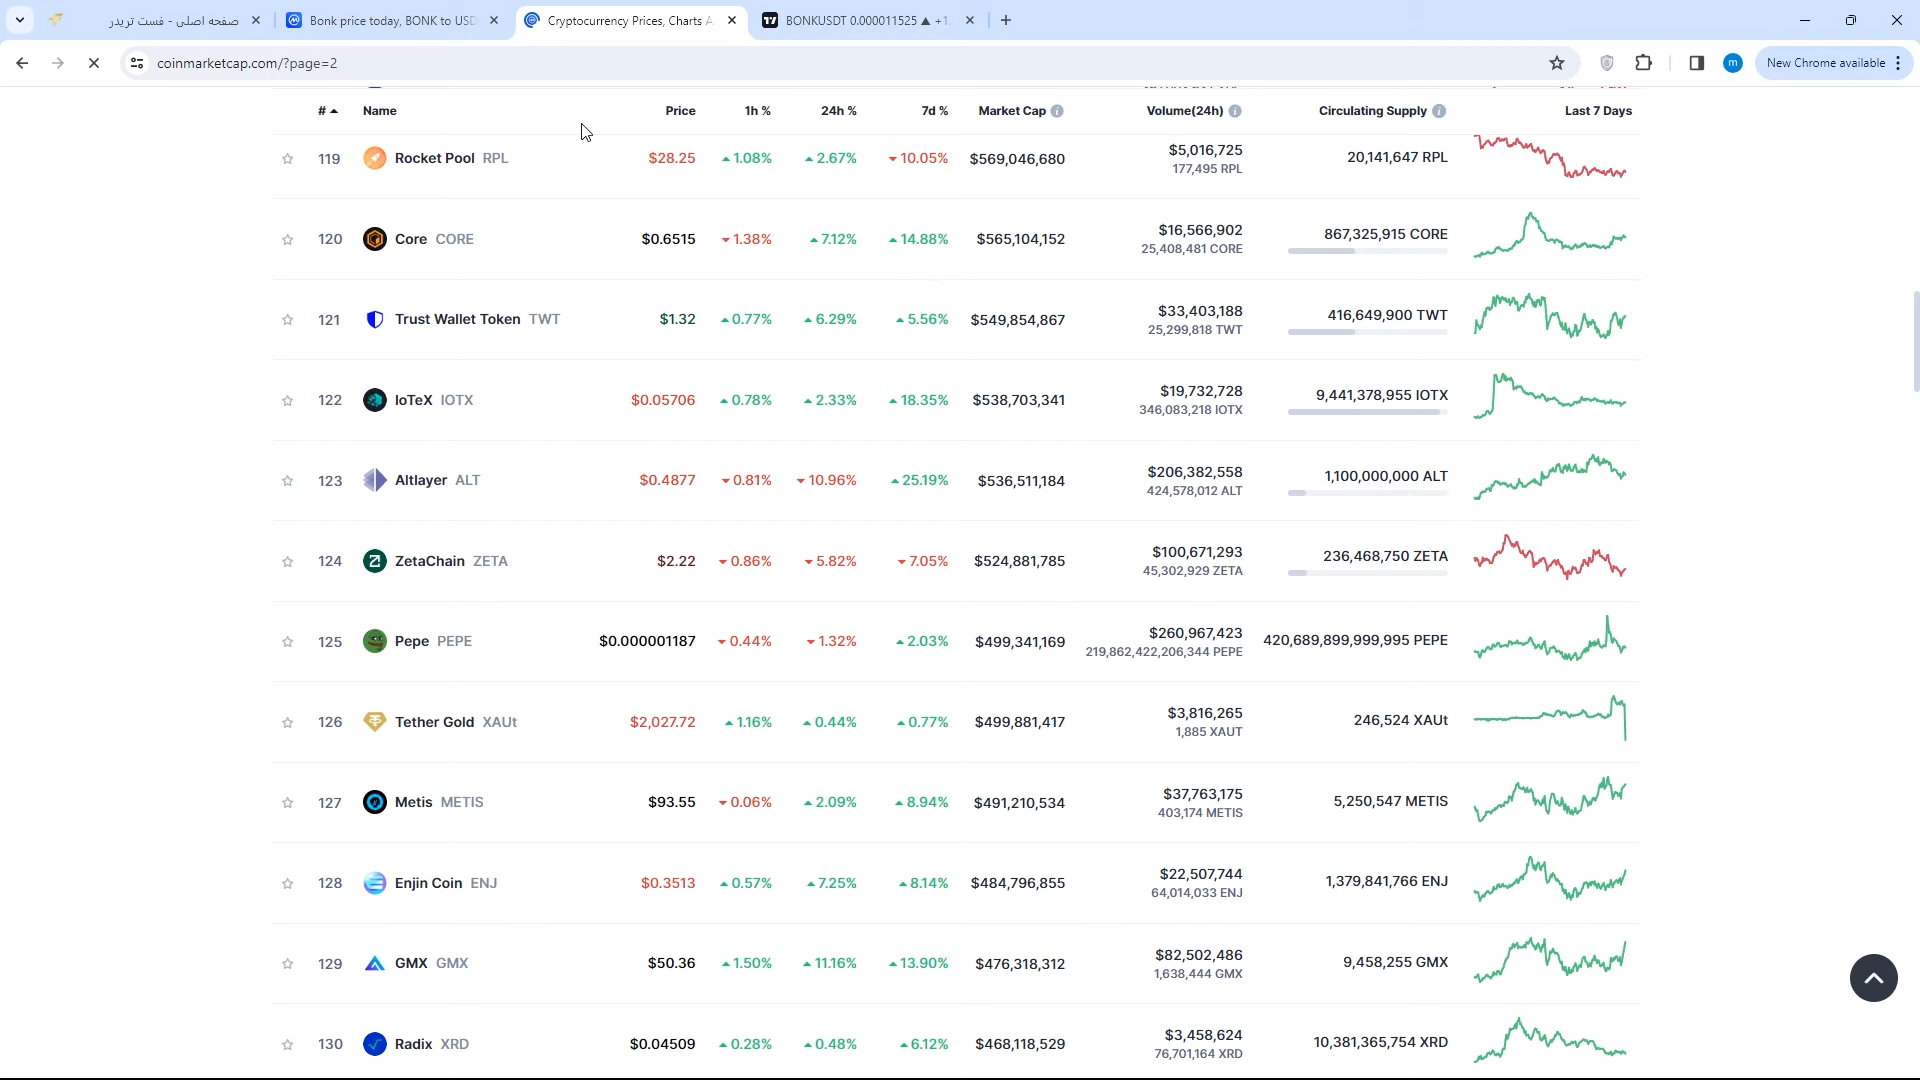 صفحه اصلی - فست تریدر
Bonk price today, BONK to USD
Cryptocurrency Prices, Charts A
BONKUSDT 0.000011525 ▲ +1.
coinmarketcap.com/?page=2
m
New Chrome available
# Name Price 1h % 24h % 7d % Market Cap Volume(24h) Circulating Supply Last 7 Days
119 Rocket Pool RPL $28.25 1.08% 2.67% 10.05% $569,046,680 $5,016,725 20,141,647 RPL
177,495 RPL
120 Core CORE $0.6515 1.38% 7.12% 14.88% $565,104,152 $16,566,902 867,325,915 CORE
25,408,481 CORE
121 Trust Wallet Token TWT $1.32 0.77% 6.29% 5.56% $549,854,867 $33,403,188 416,649,900 TWT
25,299,818 TWT
122 IoTeX IOTX $0.05706 0.78% 2.33% 18.35% $538,703,341 $19,732,728 9,441,378,955 IOTX
346,083,218 IOTX
123 Altlayer ALT $0.4877 0.81% 10.96% 25.19% $536,511,184 $206,382,558 1,100,000,000 ALT
424,578,012 ALT
124 ZetaChain ZETA $2.22 0.86% 5.82% 7.05% $524,881,785 $100,671,293 236,468,750 ZETA
45,302,929 ZETA
125 Pepe PEPE $0.000001187 0.44% 1.32% 2.03% $499,341,169 $260,967,423 420,689,899,999,995 PEPE
219,862,422,206,344 PEPE
126 Tether Gold XAUt $2,027.72 1.16% 0.44% 0.77% $499,881,417 $3,816,265 246,524 XAUt
1,885 XAUT
127 Metis METIS $93.55 0.06% 2.09% 8.94% $491,210,534 $37,763,175 5,250,547 METIS
403,174 METIS
128 Enjin Coin ENJ $0.3513 0.57% 7.25% 8.14% $484,796,855 $22,507,744 1,379,841,766 ENJ
64,014,033 ENJ
129 GMX GMX $50.36 1.50% 11.16% 13.90% $476,318,312 $82,502,486 9,458,255 GMX
1,638,444 GMX
130 Radix XRD $0.04509 0.28% 0.48% 6.12% $468,118,529 $3,458,624 10,381,365,754 XRD
76,701,164 XRD